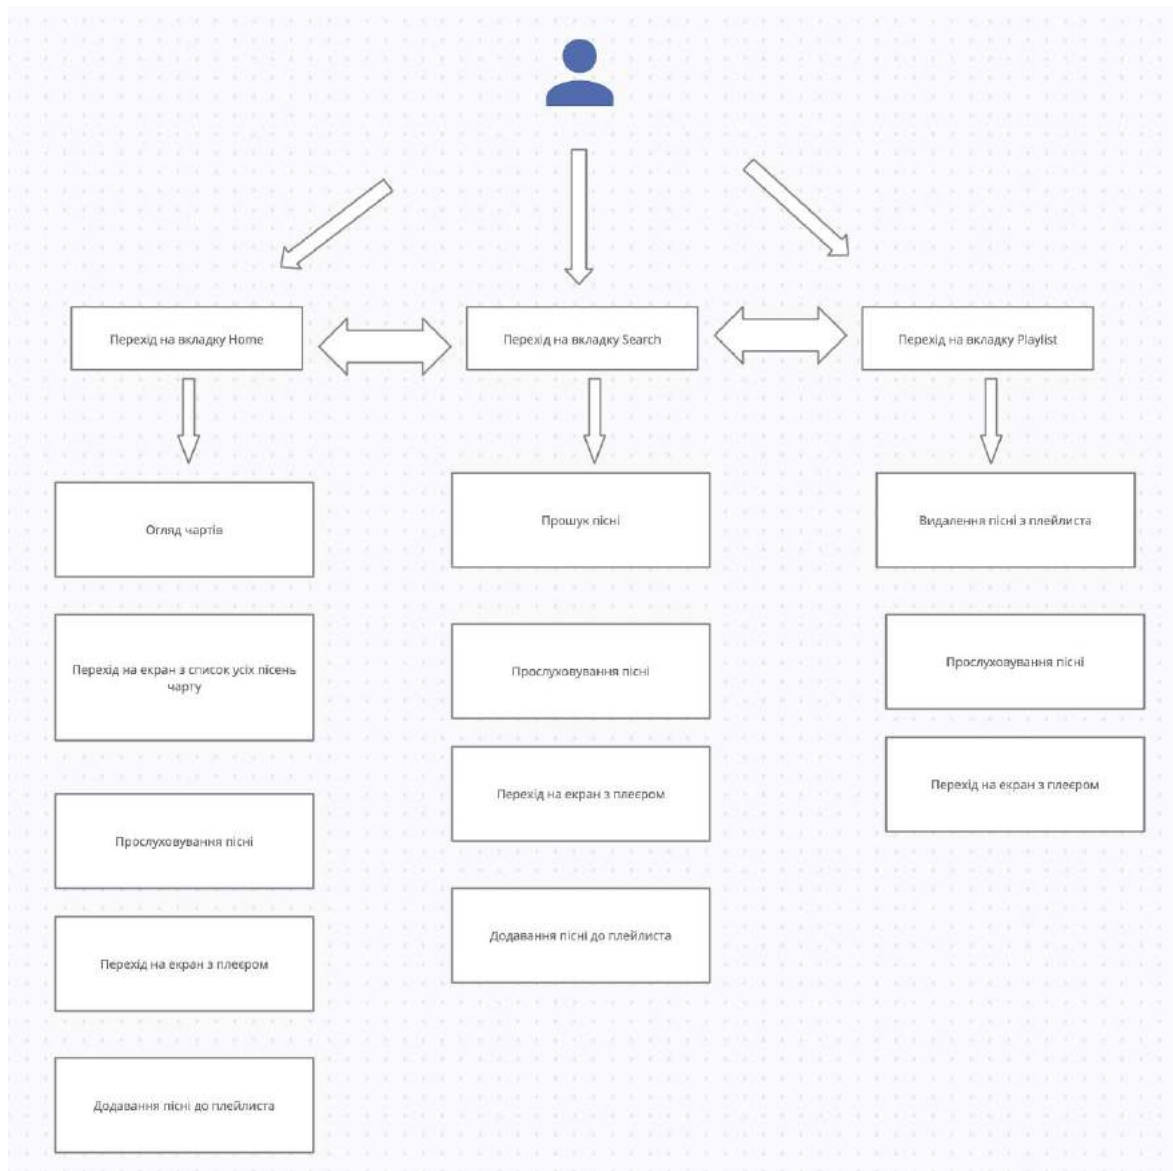 Перехід на вкладку Home
Перехід на вкладку Search
Перехід на вкладку Playlist
Огляд чартів
Прошук пісні
Видалення пісні з плейлиста
Перехід на екран з список усіх пісень
чарту
Прослуховування пісні
Прослуховування пісні
Прослуховування пісні
Перехід на екран з плеєром
Перехід на екран з плеєром
Перехід на екран з плеєром
Додавання пісні до плейлиста
Додавання пісні до плейлиста